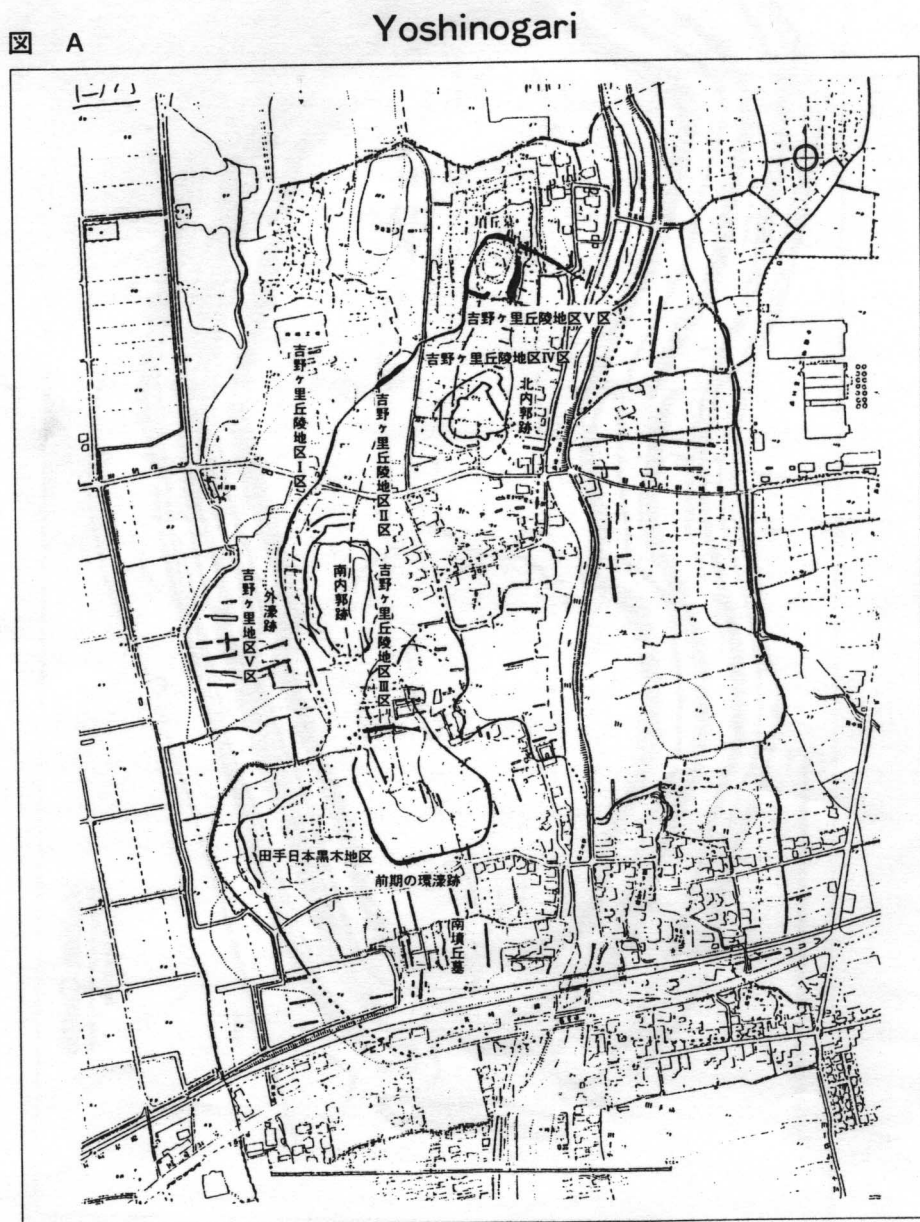 図 A
Yoshinogari
吉野ヶ里丘陵地区Ⅴ区
吉野ヶ里丘陵地区Ⅳ区
北内郭跡
吉野ヶ里丘陵地区Ⅰ区
吉野ヶ里丘陵地区Ⅱ区
南内郭跡
吉野ヶ里丘陵地区Ⅲ区
外濠跡
吉野ヶ里地区Ⅴ区
田手日本黒木地区
前期の環濠跡
南墳丘墓